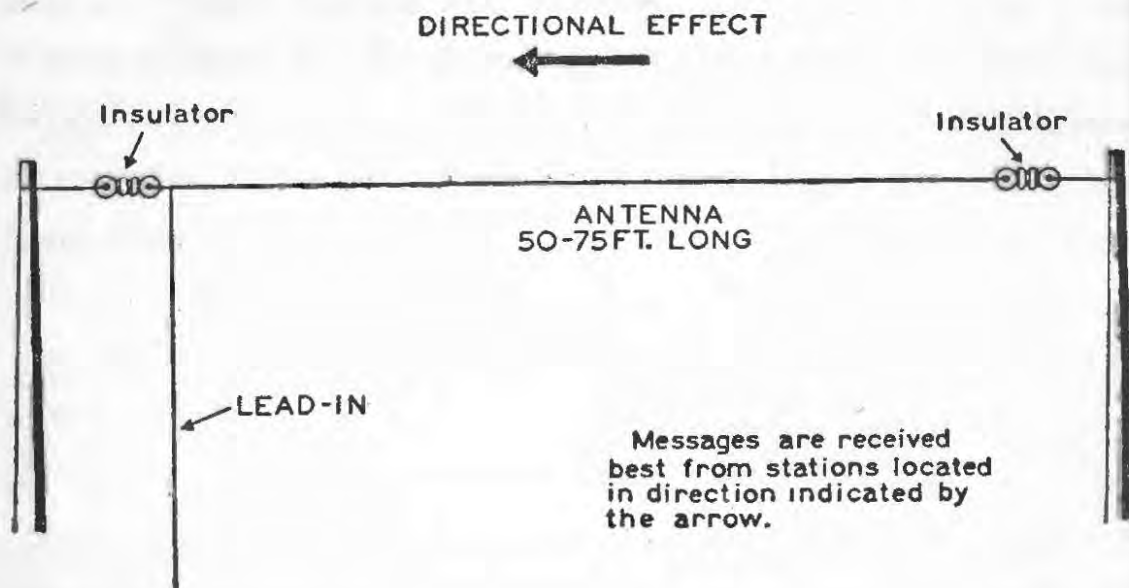 DIRECTIONAL EFFECT
Insulator
Insulator
ANTENNA
50-75FT. LONG
LEAD-IN
Messages are received
best from stations located
in direction indicated by
the arrow.